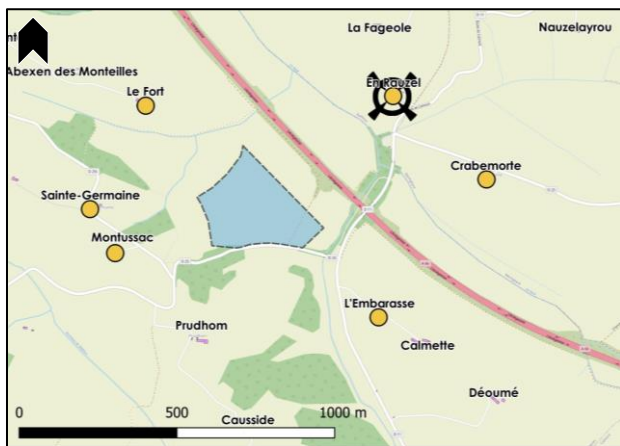 La Fageole
Nauzelayrou
Abexen des Monteilles
En Rauzel
Le Fort
Crabemorte
Sainte-Germaine
Montussac
L'Embarasse
Prudhom
Calmette
Déoumé
0 500 1000 m
Causside